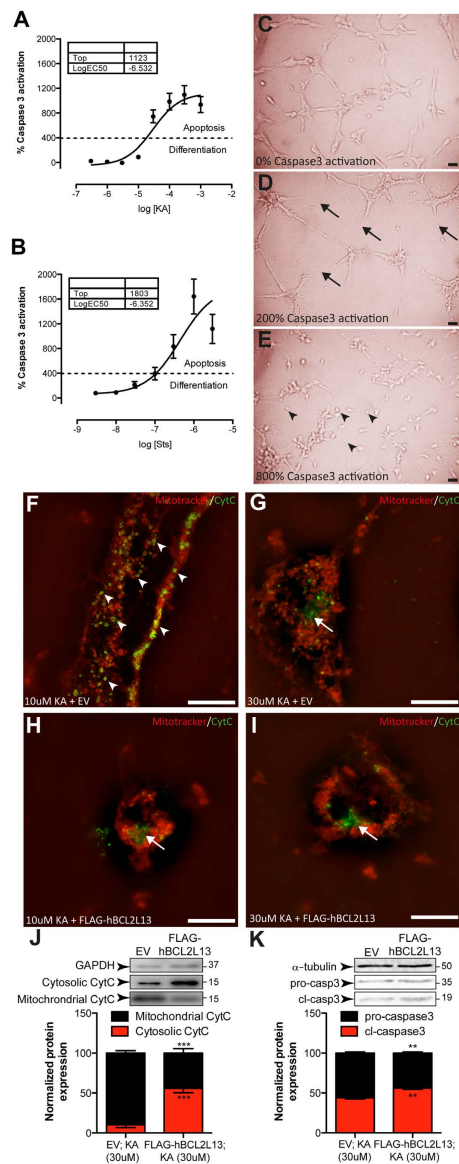 A
2000
1600
1200
800
400
0
% Caspase 3 activation
Top 1123
LogEC50 -6.532
Apoptosis
Differentiation
-7 -6 -5 -4 -3 -2
log [KA]
B
2000
1600
1200
800
400
0
% Caspase 3 activation
Top 1803
LogEC50 -6.352
Apoptosis
Differentiation
-9 -8 -7 -6 -5
log [Sts]
C
0% Caspase3 activation
D
200% Caspase3 activation
E
800% Caspase3 activation
F
Mitotracker/CytC
10uM KA + EV
G
Mitotracker/CytC
30uM KA + EV
H
Mitotracker/CytC
10uM KA + FLAG-hBCL2L13
I
Mitotracker/CytC
30uM KA + FLAG-hBCL2L13
J
EV FLAG-
hBCL2L13
GAPDH 37
Cytosolic CytC 15
Mitochrondrial CytC 15
Mitochondrial CytC
Cytosolic CytC
100
75
50
25
0
Normalized protein
expression
***
***
EV; KA FLAG-hBCL2L13;
(30uM) KA (30uM)
K
EV FLAG-
hBCL2L13
α-tubulin 50
pro-casp3 35
cl-casp3 19
pro-caspase3
cl-caspase3
100
75
50
25
0
Normalized protein
expression
**
**
EV; KA FLAG-hBCL2L13;
(30uM) KA (30uM)